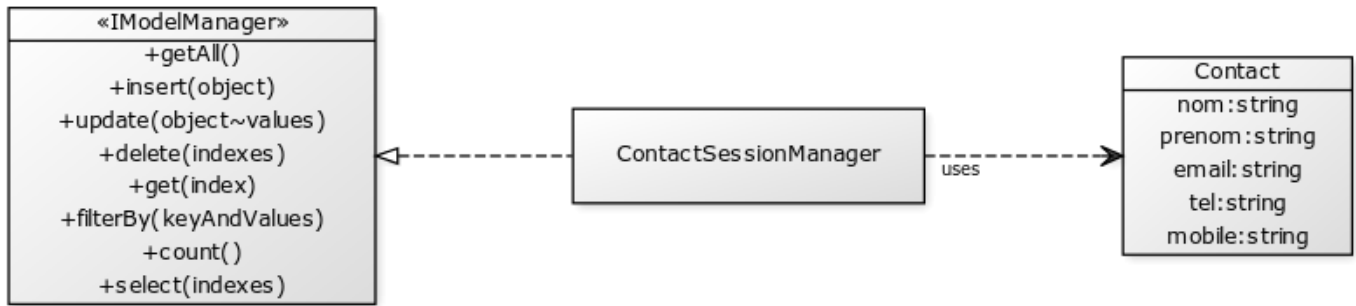 «IModelManager»
+getAll()
+insert(object)
+update(object~values)
+delete(indexes)
+get(index)
+filterBy(keyAndValues)
+count()
+select(indexes)
ContactSessionManager
uses
Contact
nom:string
prenom:string
email:string
tel:string
mobile:string